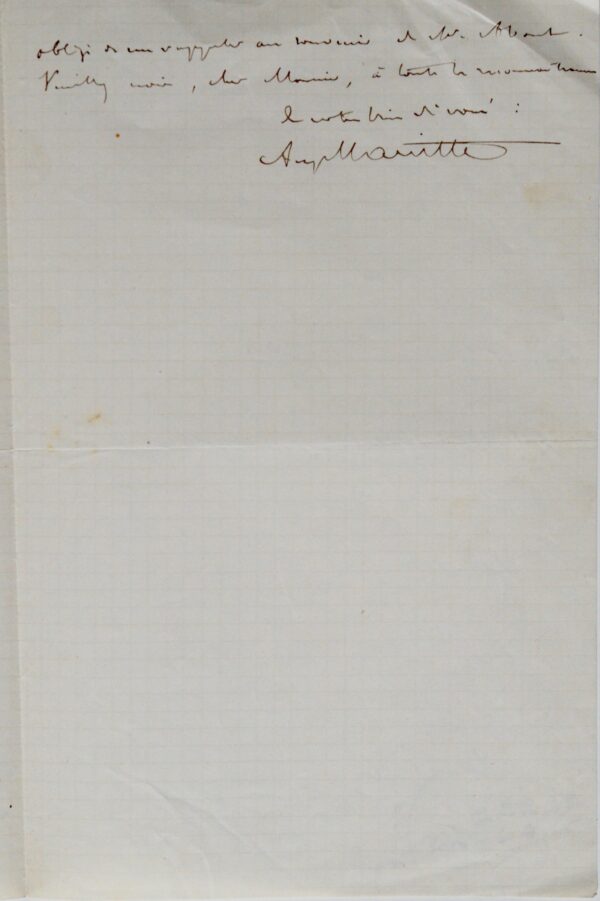 obligé de me rappeler au souvenir de Mr. About.
Veuillez croire, cher Monsieur, à toute la reconnaissance
de votre bien dévoué :
Aug Mariette